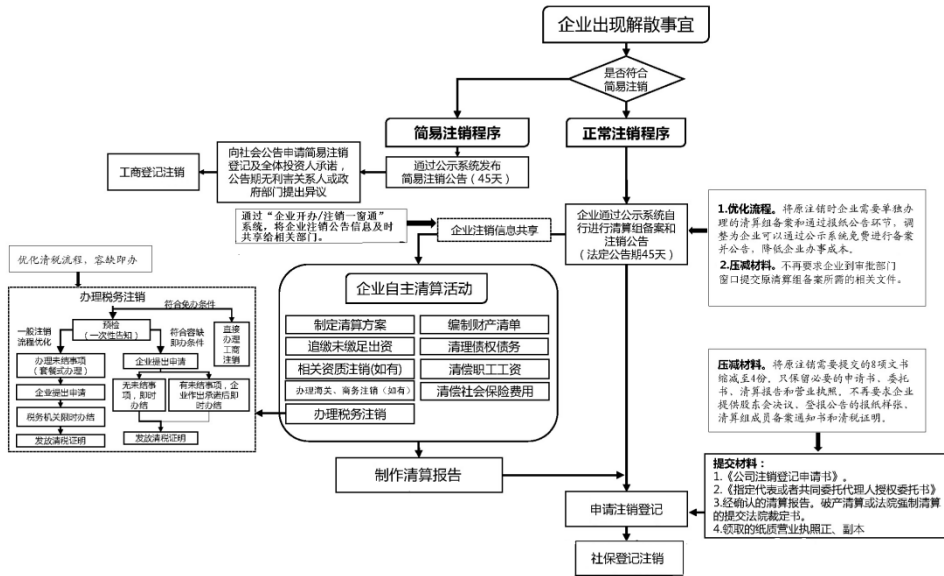 企业出现解散事宜
是否符合
简易注销
简易注销程序
正常注销程序
工商登记注销
向社会公告申请简易注销
登记及全体投资人承诺，
公告期无利害关系人或政
府部门提出异议
通过公示系统发布
简易注销公告（45天）
通过“企业开办/注销一窗通”
系统，将企业注销公告信息及时
共享给相关部门。
企业注销信息共享
企业通过公示系统自
行进行清算组备案和
注销公告
（法定公告期45天）
1.优化流程。将原注销时企业需要单独办
理的清算组备案和通过报纸公告环节，
调整为企业可以通过公示系统免费进行备案
并公告，降低企业办事成本。
2.压减材料。不再要求企业到审批部门
窗口提交原清算组备案所需的相关文件。
优化清税流程、容缺即办
办理税务注销
符合免办条件
一般注销
流程优化
预检
（一次性告知）
符合容缺
即办条件
直接
办理
工商
注销
办理未结事项
（套餐式办理）
企业提出申请
企业提出申请
无未结事
项，即时
办结
有未结事项，企
业作出承诺后即
时办结
税务机关限时办结
发放清税证明
发放清税证明
企业自主清算活动
制定清算方案
编制财产清单
追缴未缴足出资
清理债权债务
相关资质注销(如有)
清偿职工工资
办理海关、商务注销（如有）
清偿社会保险费用
办理税务注销
制作清算报告
压减材料。将原注销需要提交的8项文书
缩减至4份。只保留必要的申请书、委托
书、清算报告和营业执照，不再要求企业
提供股东会决议、登报公告的报纸样张、
清算组成员备案通知书和清税证明。
提交材料：
1.《公司注销登记申请书》。
2.《指定代表或者共同委托代理人授权委托书》
3.经确认的清算报告。破产清算或法院强制清算
的提交法院裁定书。
4.领取的纸质营业执照正、副本
申请注销登记
社保登记注销